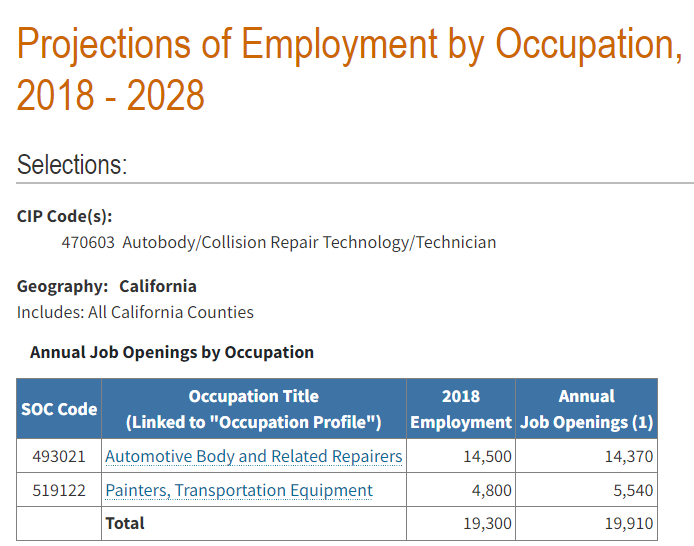 Projections of Employment by Occupation,
2018 - 2028
Selections:
CIP Code(s):
470603 Autobody/Collision Repair Technology/Technician
Geography: California
Includes: All California Counties
Annual Job Openings by Occupation
SOC Code Occupation Title (Linked to "Occupation Profile") 2018 Employment Annual Job Openings (1)
493021 Automotive Body and Related Repairers 14,500 14,370
519122 Painters, Transportation Equipment 4,800 5,540
Total 19,300 19,910